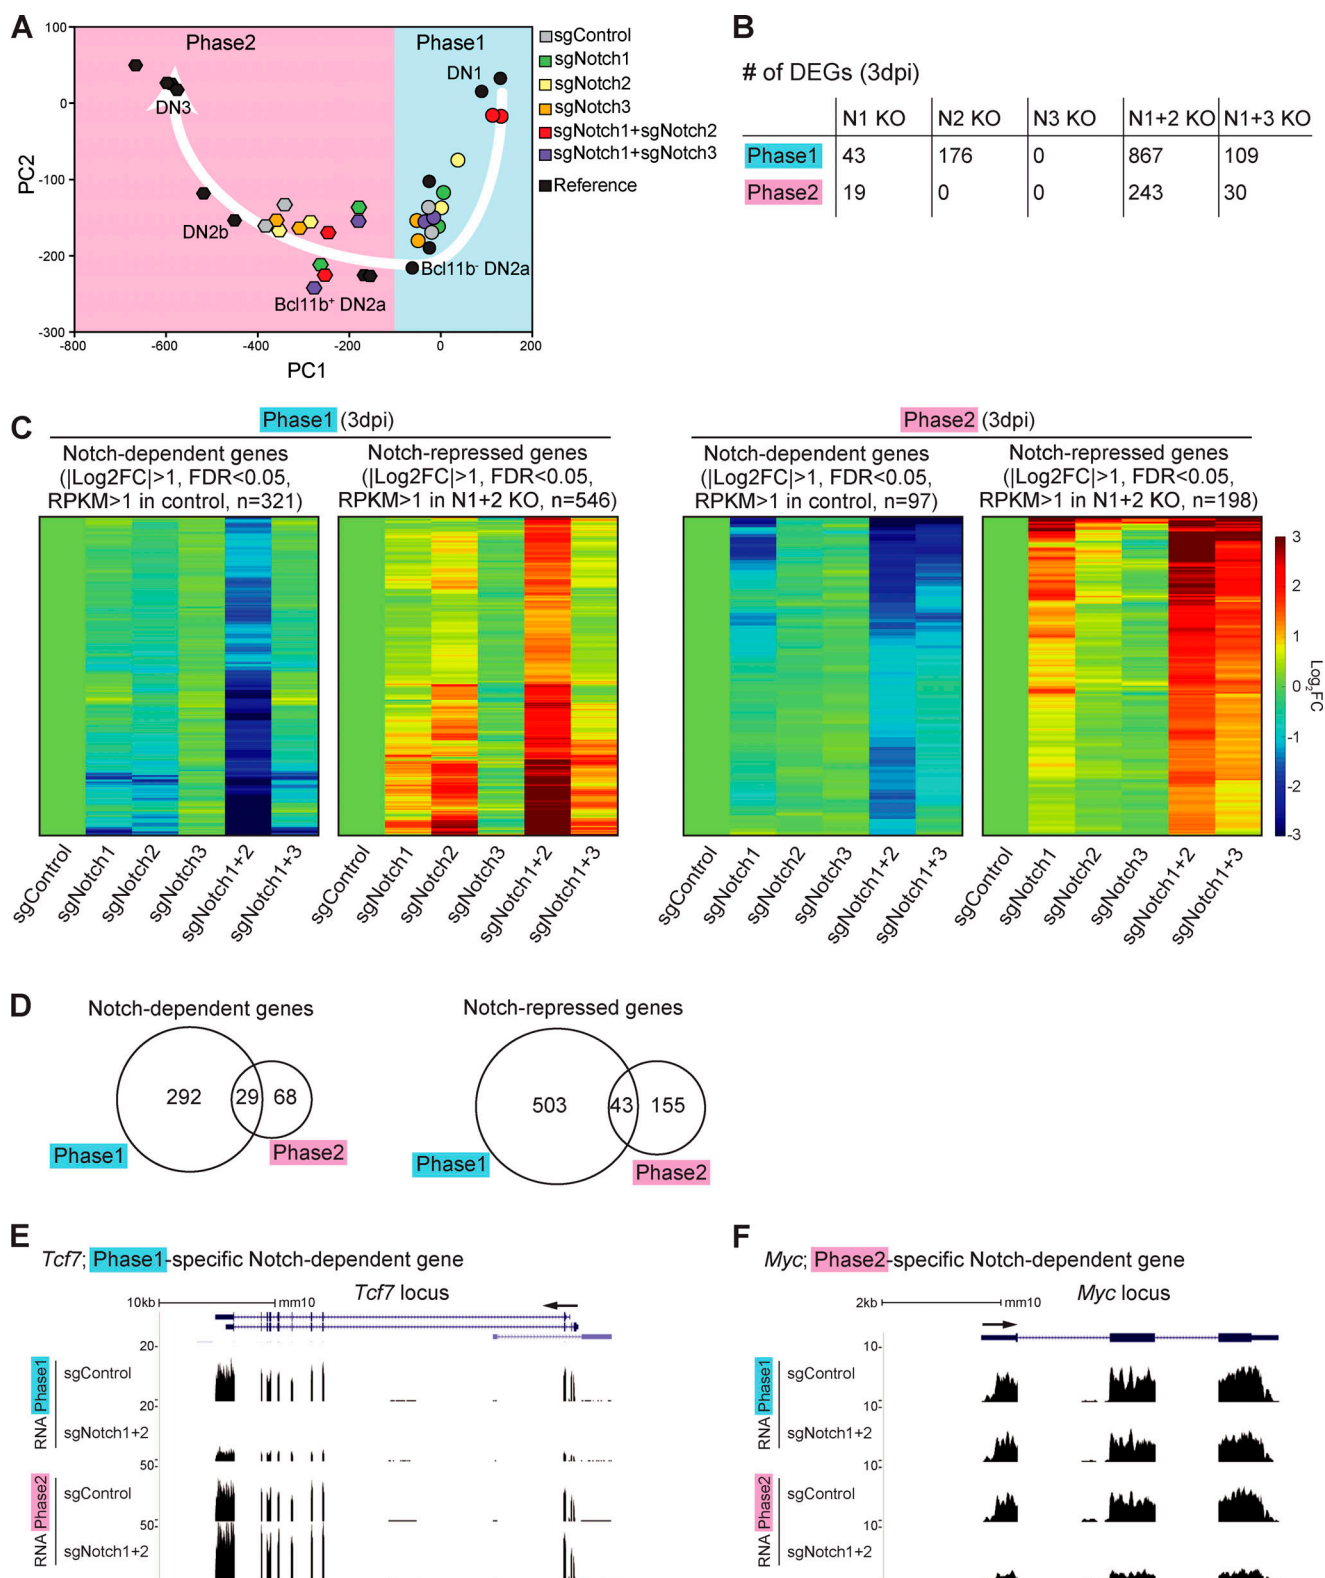 A
100
0
-100
-200
-300
-800
-600
-400
-200
0
200
PC2
PC1
Phase2
Phase1
DN1
DN3
DN2b
Bcl11b- DN2a
Bcl11b+ DN2a
sgControl
sgNotch1
sgNotch2
sgNotch3
sgNotch1+sgNotch2
sgNotch1+sgNotch3
Reference
B
# of DEGs (3dpi)
N1 KO N2 KO N3 KO N1+2 KO N1+3 KO
Phase1 43 176 0 867 109
Phase2 19 0 0 243 30
C
Phase1 (3dpi)
Notch-dependent genes
(|Log2FC|>1, FDR<0.05,
RPKM>1 in control, n=321)
Notch-repressed genes
(|Log2FC|>1, FDR<0.05,
RPKM>1 in N1+2 KO, n=546)
sgControl
sgNotch1
sgNotch2
sgNotch3
sgNotch1+2
sgNotch1+3
sgControl
sgNotch1
sgNotch2
sgNotch3
sgNotch1+2
sgNotch1+3
Phase2 (3dpi)
Notch-dependent genes
(|Log2FC|>1, FDR<0.05,
RPKM>1 in control, n=97)
Notch-repressed genes
(|Log2FC|>1, FDR<0.05,
RPKM>1 in N1+2 KO, n=198)
sgControl
sgNotch1
sgNotch2
sgNotch3
sgNotch1+2
sgNotch1+3
sgControl
sgNotch1
sgNotch2
sgNotch3
sgNotch1+2
sgNotch1+3
3
2
1
0
-1
-2
-3
Log2FC
D
Notch-dependent genes
292 29 68
Phase1
Phase2
Notch-repressed genes
503 43 155
Phase1
Phase2
E
Tcf7; Phase1-specific Notch-dependent gene
Tcf7 locus
10kb mm10
20
RNA Phase1
sgControl
20
sgNotch1+2
50
RNA Phase2
sgControl
50
sgNotch1+2
F
Myc; Phase2-specific Notch-dependent gene
Myc locus
2kb mm10
10
RNA Phase1
sgControl
10
sgNotch1+2
10
RNA Phase2
sgControl
10
sgNotch1+2